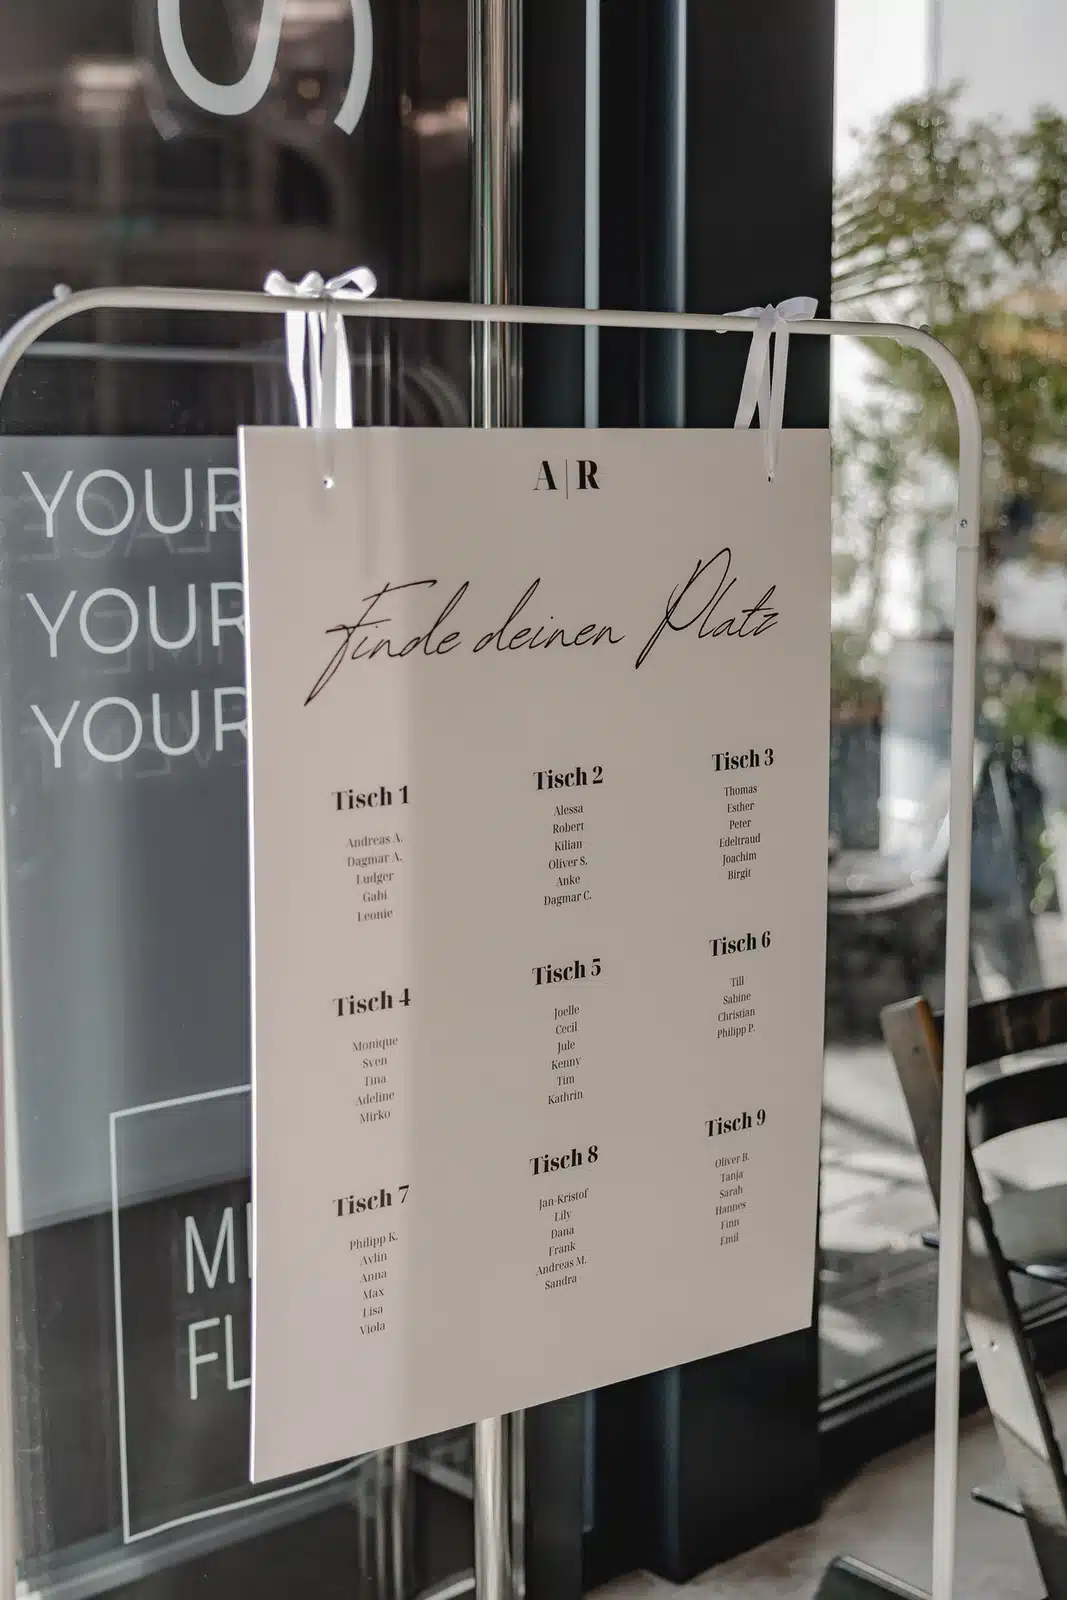 YOUR
YOUR
YOUR
A|R
Finde deinen Platz
Tisch 1
Andreas A.
Dagmar A.
Ludger
Gabi
Leonie
Tisch 2
Alessa
Robert
Kilian
Oliver S.
Anke
Dagmar C.
Tisch 3
Thomas
Esther
Peter
Edeltraud
Joachim
Birgit
Tisch 4
Monique
Sven
Tina
Adeline
Mirko
Tisch 5
Joelle
Cecil
Jule
Kenny
Tim
Kathrin
Tisch 6
Till
Sabine
Christian
Philipp P.
Tisch 7
Philipp K.
Avlin
Anna
Max
Lisa
Viola
Tisch 8
Jan-Kristof
Lily
Dana
Frank
Andreas M.
Sandra
Tisch 9
Oliver B.
Tanja
Sarah
Hannes
Finn
Emil